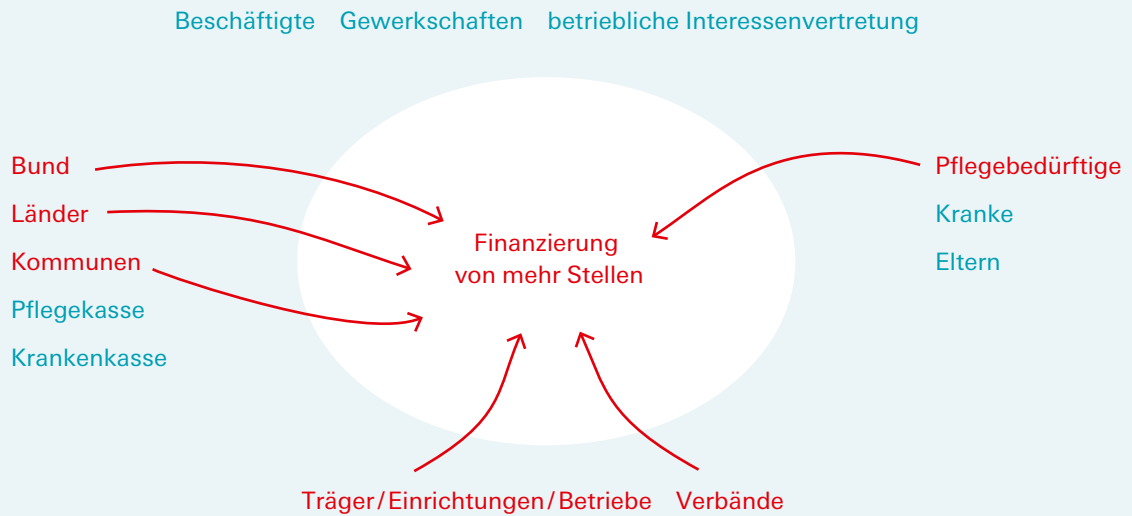 Beschäftigte Gewerkschaften betriebliche Interessenvertretung
Bund
Länder
Kommunen
Pflegekasse
Krankenkasse
Finanzierung
von mehr Stellen
Pflegebedürftige
Kranke
Eltern
Träger/Einrichtungen/Betriebe Verbände